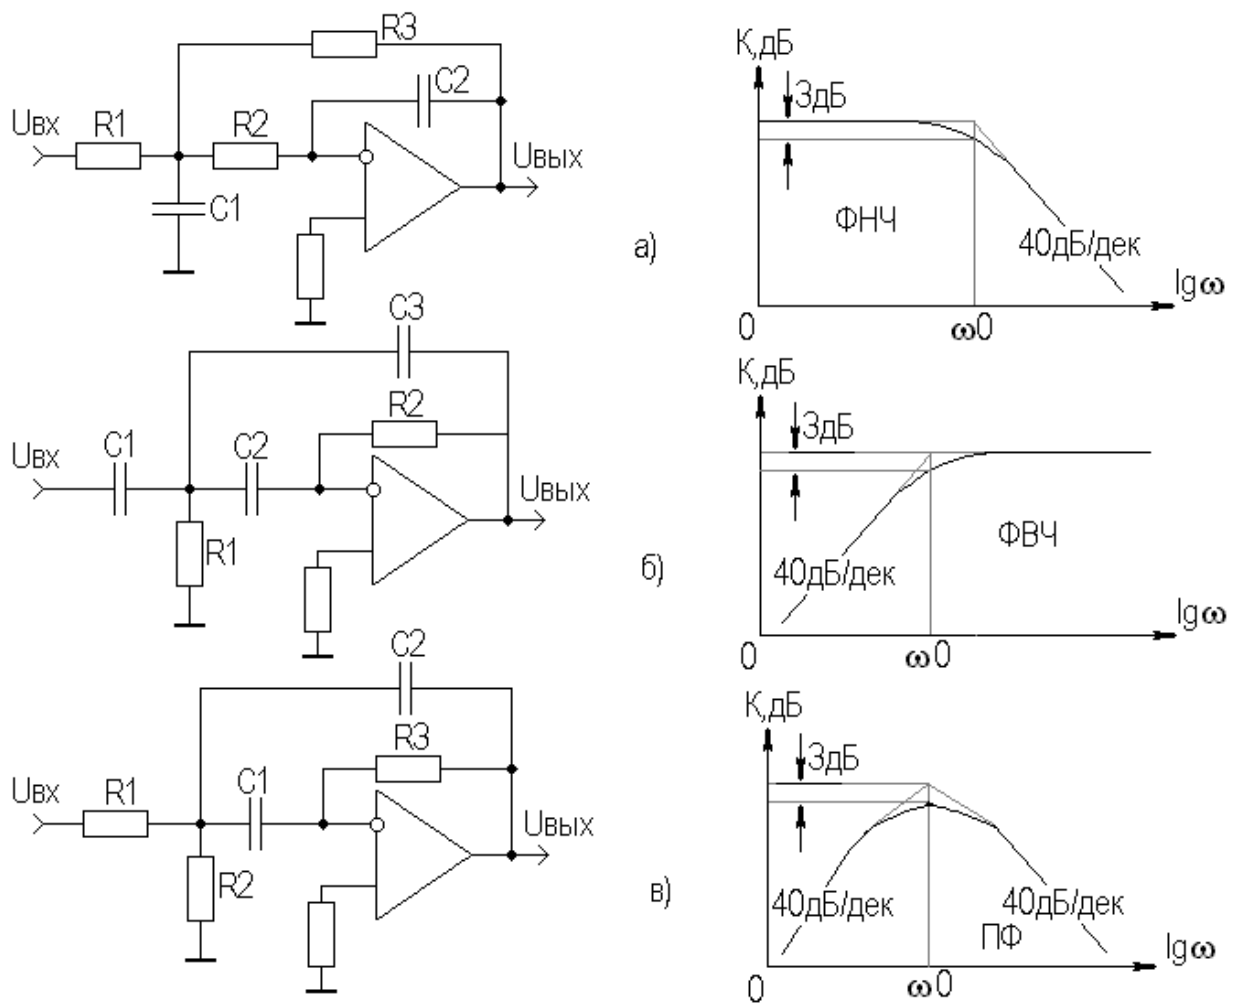 R3
C2
Uвх
R1
R2
Uвых
C1
а)
К,дБ
3дБ
ФНЧ
40дБ/дек
lgω
0
ω0
C3
R2
Uвх
C1
C2
Uвых
R1
б)
К,дБ
3дБ
ФВЧ
40дБ/дек
lgω
0
ω0
C2
R3
Uвх
R1
C1
Uвых
R2
в)
К,дБ
3дБ
40дБ/дек
40дБ/дек
ПФ
lgω
0
ω0